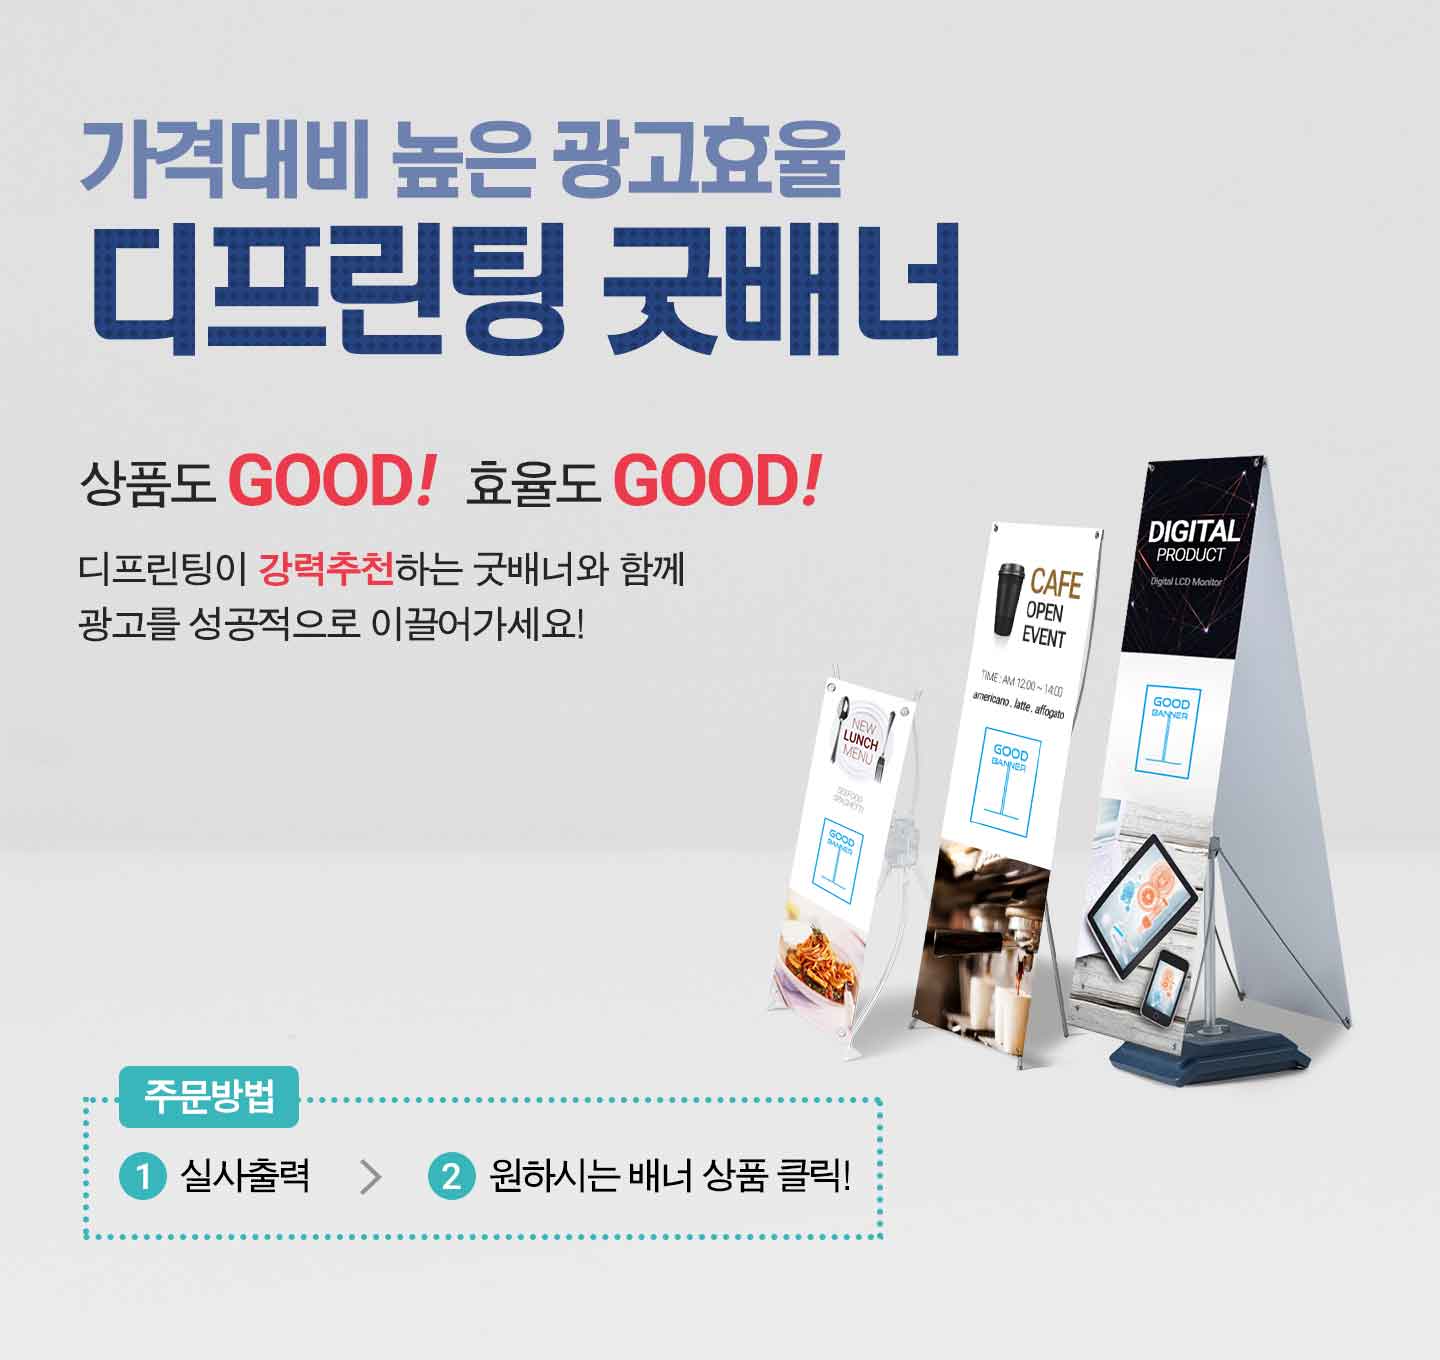 가격대비 높은 광고효율
디프린팅 굿배너
상품도 GOOD! 효율도 GOOD!
디프린팅이 강력추천하는 굿배너와 함께
광고를 성공적으로 이끌어가세요!
NEW
LUNCH
MENU
SEAFOOD
SPAGHETTI
GOOD
BANNER
CAFE
OPEN
EVENT
TIME : AM 12:00 ~ 14:00
americano . latte . affogato
GOOD
BANNER
DIGITAL
PRODUCT
Digital LCD Monitor
GOOD
BANNER
주문방법
1 실사출력 > 2 원하시는 배너 상품 클릭!